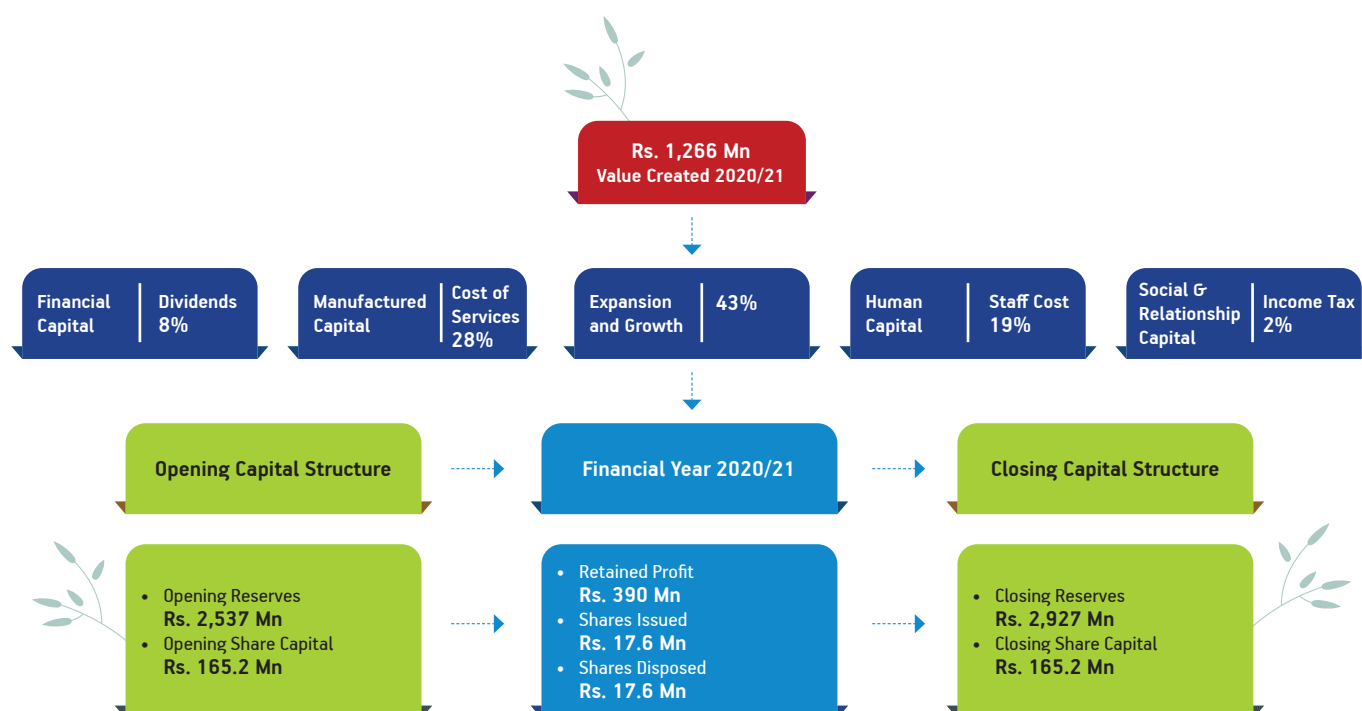 Rs. 1,266 Mn
Value Created 2020/21
Financial
Capital
Dividends
8%
Manufactured
Capital
Cost of
Services
28%
Expansion
and Growth
43%
Human
Capital
Staff Cost
19%
Social &
Relationship
Capital
Income Tax
2%
Opening Capital Structure
Financial Year 2020/21
Closing Capital Structure
• Opening Reserves
Rs. 2,537 Mn
• Opening Share Capital
Rs. 165.2 Mn
• Retained Profit
Rs. 390 Mn
• Shares Issued
Rs. 17.6 Mn
• Shares Disposed
Rs. 17.6 Mn
• Closing Reserves
Rs. 2,927 Mn
• Closing Share Capital
Rs. 165.2 Mn